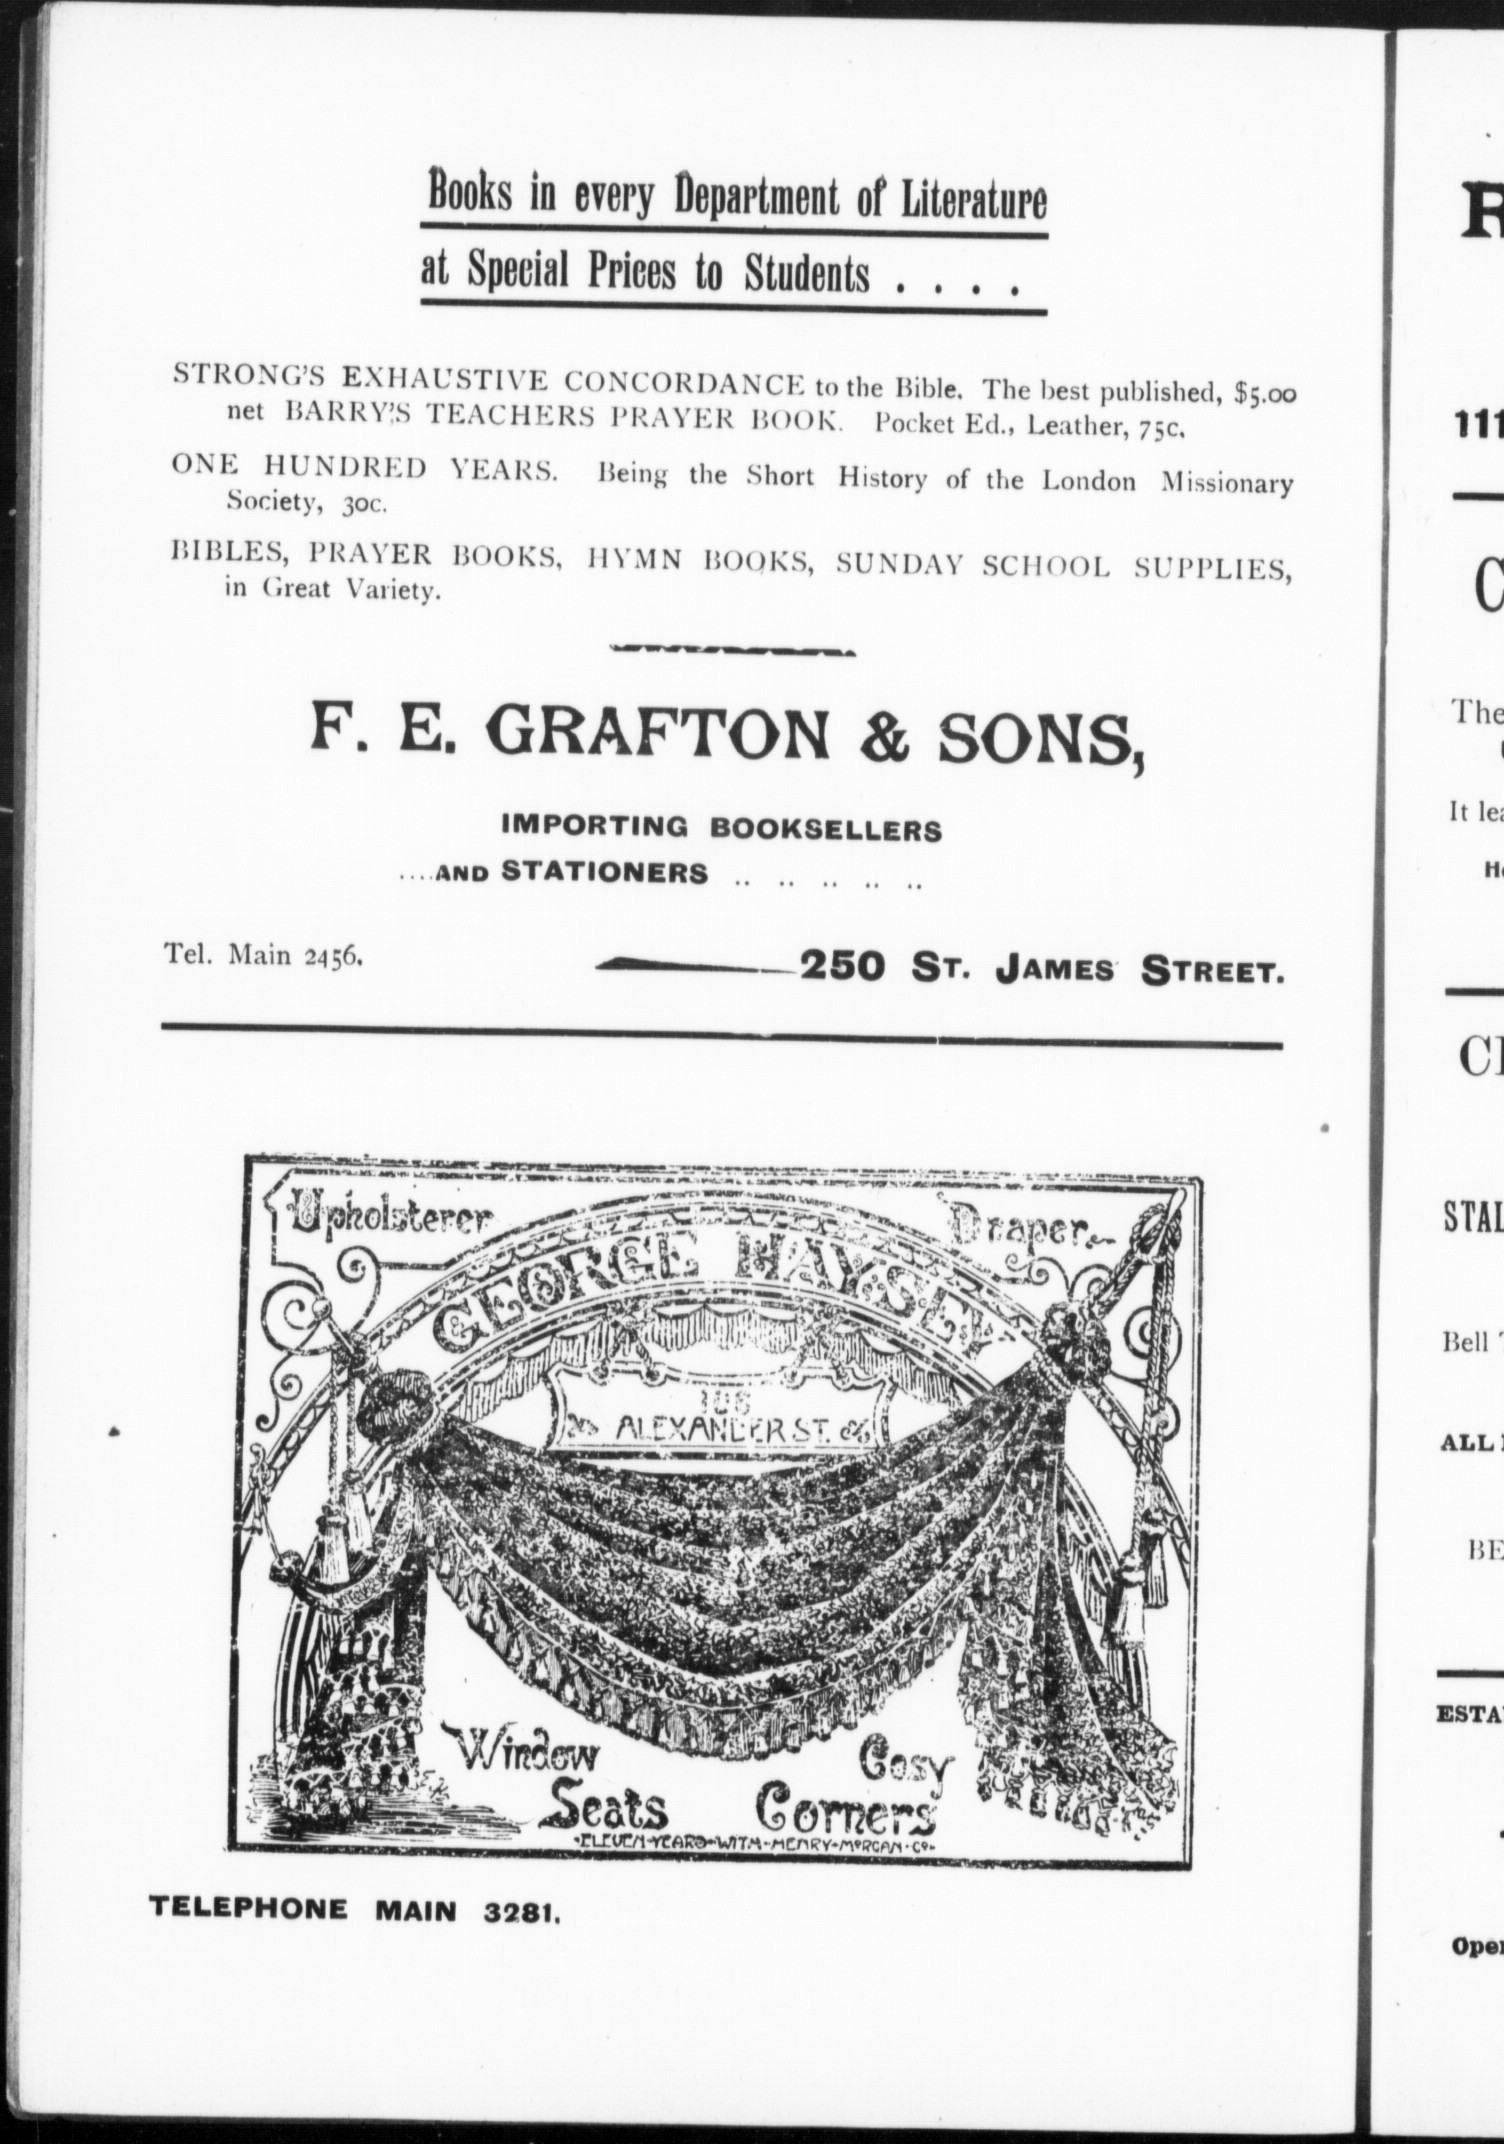 Books in every Department of Literature
at Special Prices to Students . . . .
STRONG'S EXHAUSTIVE CONCORDANCE to the Bible. The best published, $5.00
net BARRY'S TEACHERS PRAYER BOOK. Pocket Ed., Leather, 75c.
ONE HUNDRED YEARS. Being the Short History of the London Missionary
Society, 30c.
BIBLES, PRAYER BOOKS, HYMN BOOKS, SUNDAY SCHOOL SUPPLIES,
in Great Variety.
F. E. GRAFTON & SONS,
IMPORTING BOOKSELLERS
....AND STATIONERS .. .. .. .. ..
Tel. Main 2456.
250 ST. JAMES STREET.
Upholsterer
Draper
GEORGE HAYSEY
ALEXANDER ST.
Window
Seats
Cosy
Corners
ELEVEN YEARS WITH HENRY MORGAN CO.
TELEPHONE MAIN 3281.
R
111
C
The
It lea
STAL
Bell
ALL
BE
ESTA